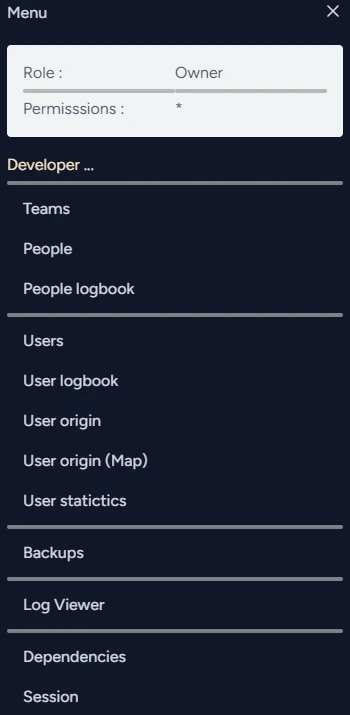 Menu
Role : Owner
Permisssions : *
Developer ...
Teams
People
People logbook
Users
User logbook
User origin
User origin (Map)
User statictics
Backups
Log Viewer
Dependencies
Session